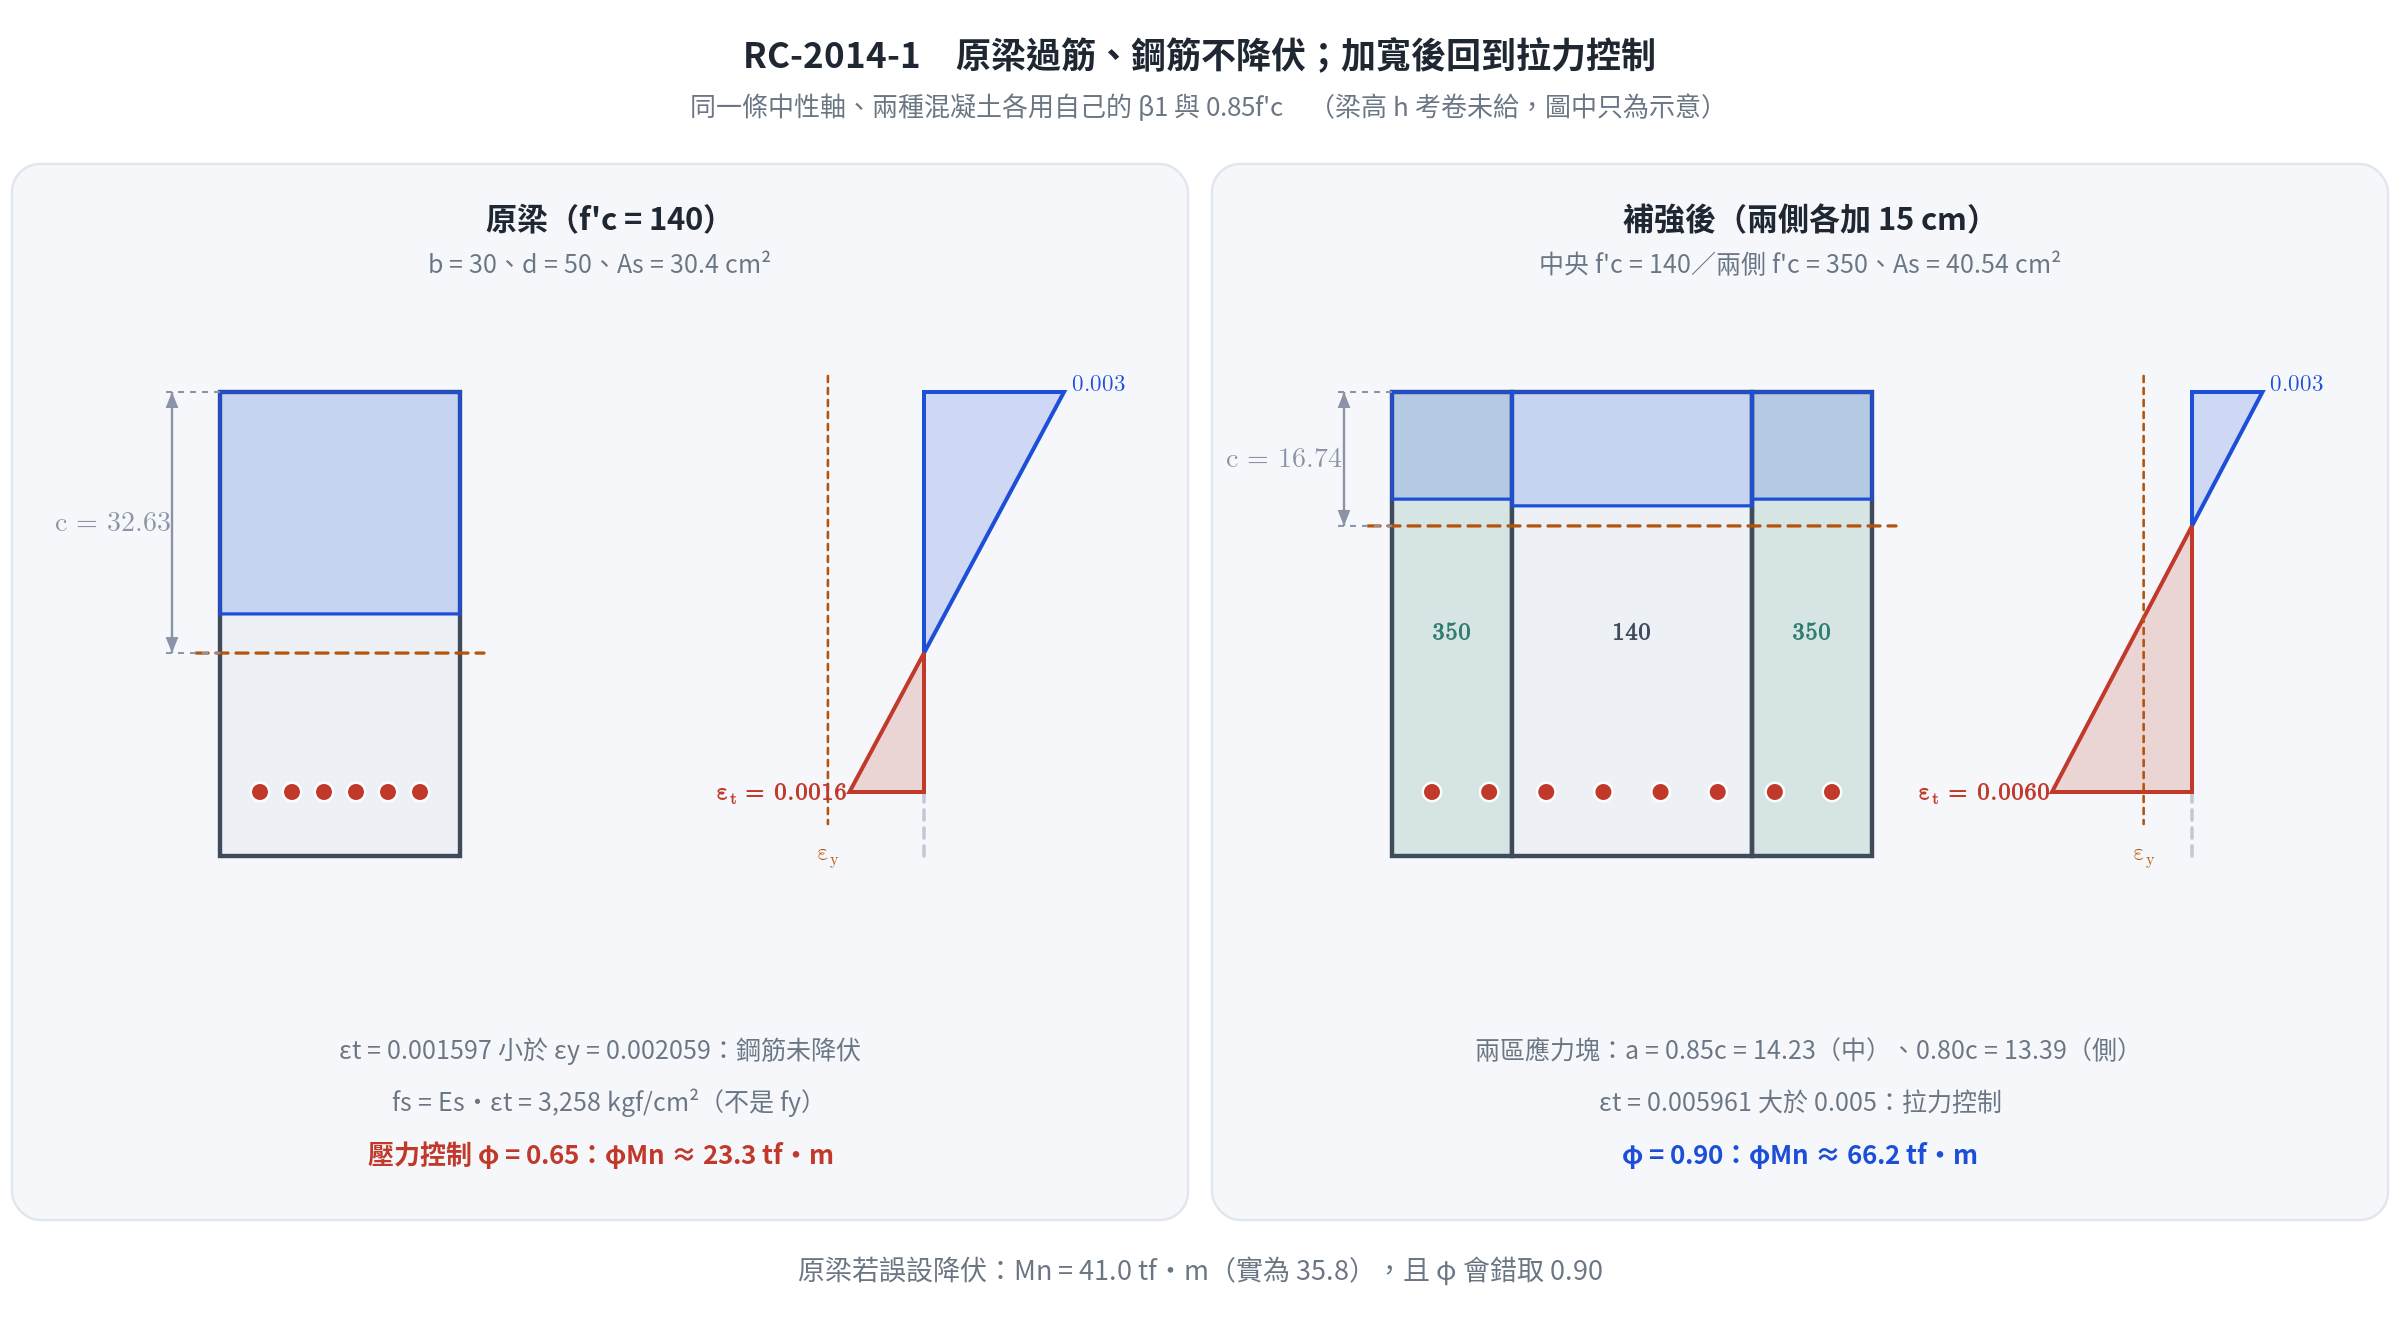 RC-2014-1　原梁過筋、鋼筋不降伏；加寬後回到拉力控制
同一條中性軸、兩種混凝土各用自己的 β1 與 0.85f'c　（梁高 h 考卷未給，圖中只為示意）
原梁（f'c = 140）
b = 30、d = 50、As = 30.4 cm²
0.003
c = 32.63
εt = 0.0016
εy
εt = 0.001597 小於 εy = 0.002059：鋼筋未降伏
fs = Es・εt = 3,258 kgf/cm²（不是 fy）
壓力控制 φ = 0.65：φMn ≈ 23.3 tf・m
補強後（兩側各加 15 cm）
中央 f'c = 140／兩側 f'c = 350、As = 40.54 cm²
0.003
c = 16.74
350
140
350
εt = 0.0060
εy
兩區應力塊：a = 0.85c = 14.23（中）、0.80c = 13.39（側）
εt = 0.005961 大於 0.005：拉力控制
φ = 0.90：φMn ≈ 66.2 tf・m
原梁若誤設降伏：Mn = 41.0 tf・m（實為 35.8），且 φ 會錯取 0.90